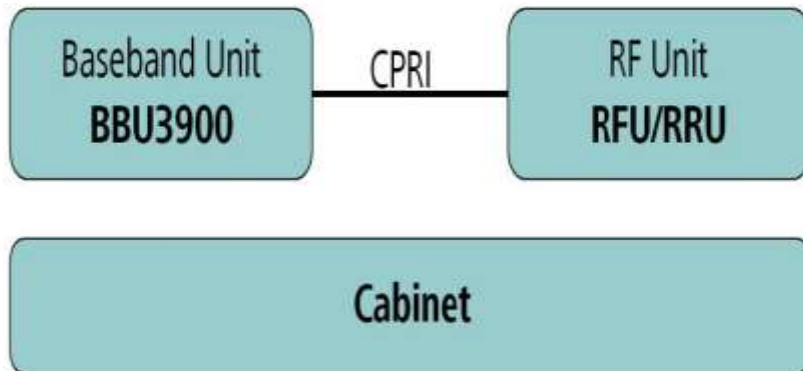 Baseband Unit
BBU3900
CPRI
RF Unit
RFU/RRU
Cabinet